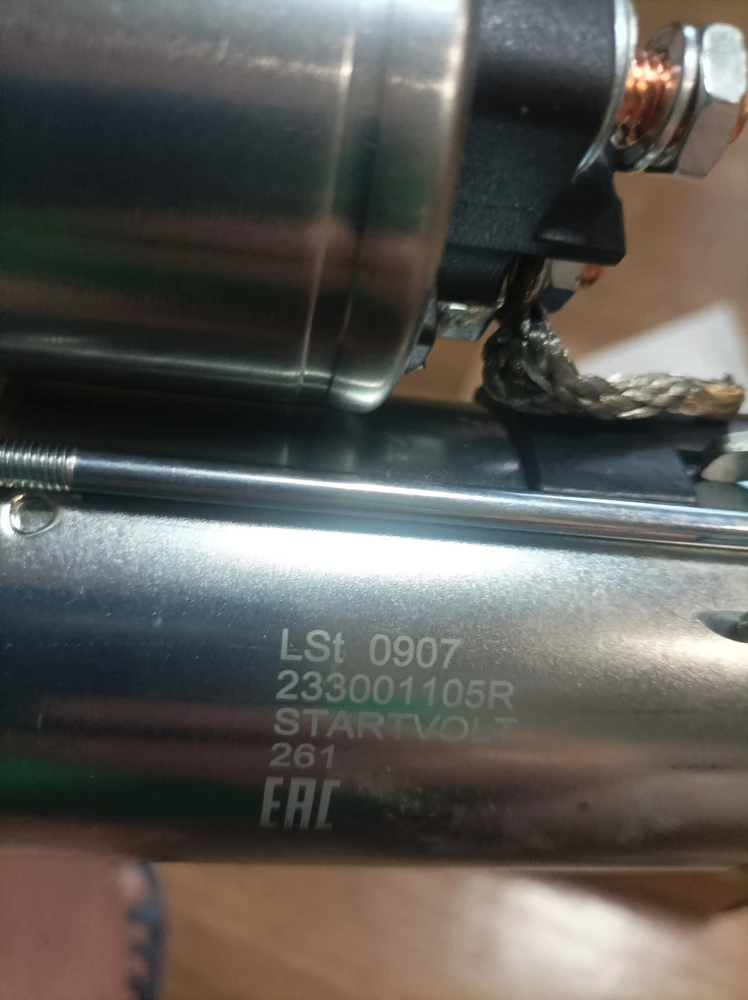 LSt 0907
233001105R
STARTVOLT
261
EAC